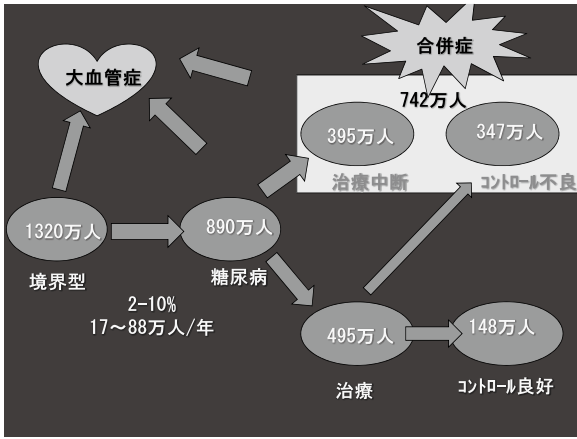 合併症
大血管症
742万人
395万人
347万人
治療中断
ｺﾝﾄﾛｰﾙ不良
1320万人
890万人
境界型
糖尿病
2-10%
17～88万人/年
495万人
148万人
治療
ｺﾝﾄﾛｰﾙ良好